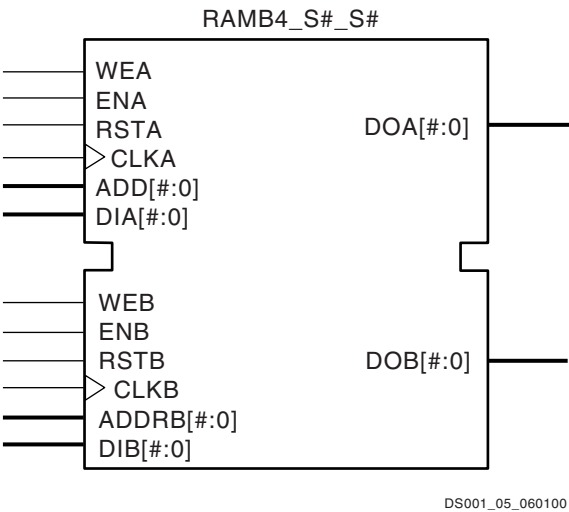 RAMB4_S#_S#
WEA
ENA
RSTA
CLKA
ADD[#:0]
DIA[#:0]
DOA[#:0]
WEB
ENB
RSTB
CLKB
ADDRB[#:0]
DIB[#:0]
DOB[#:0]
DS001_05_060100